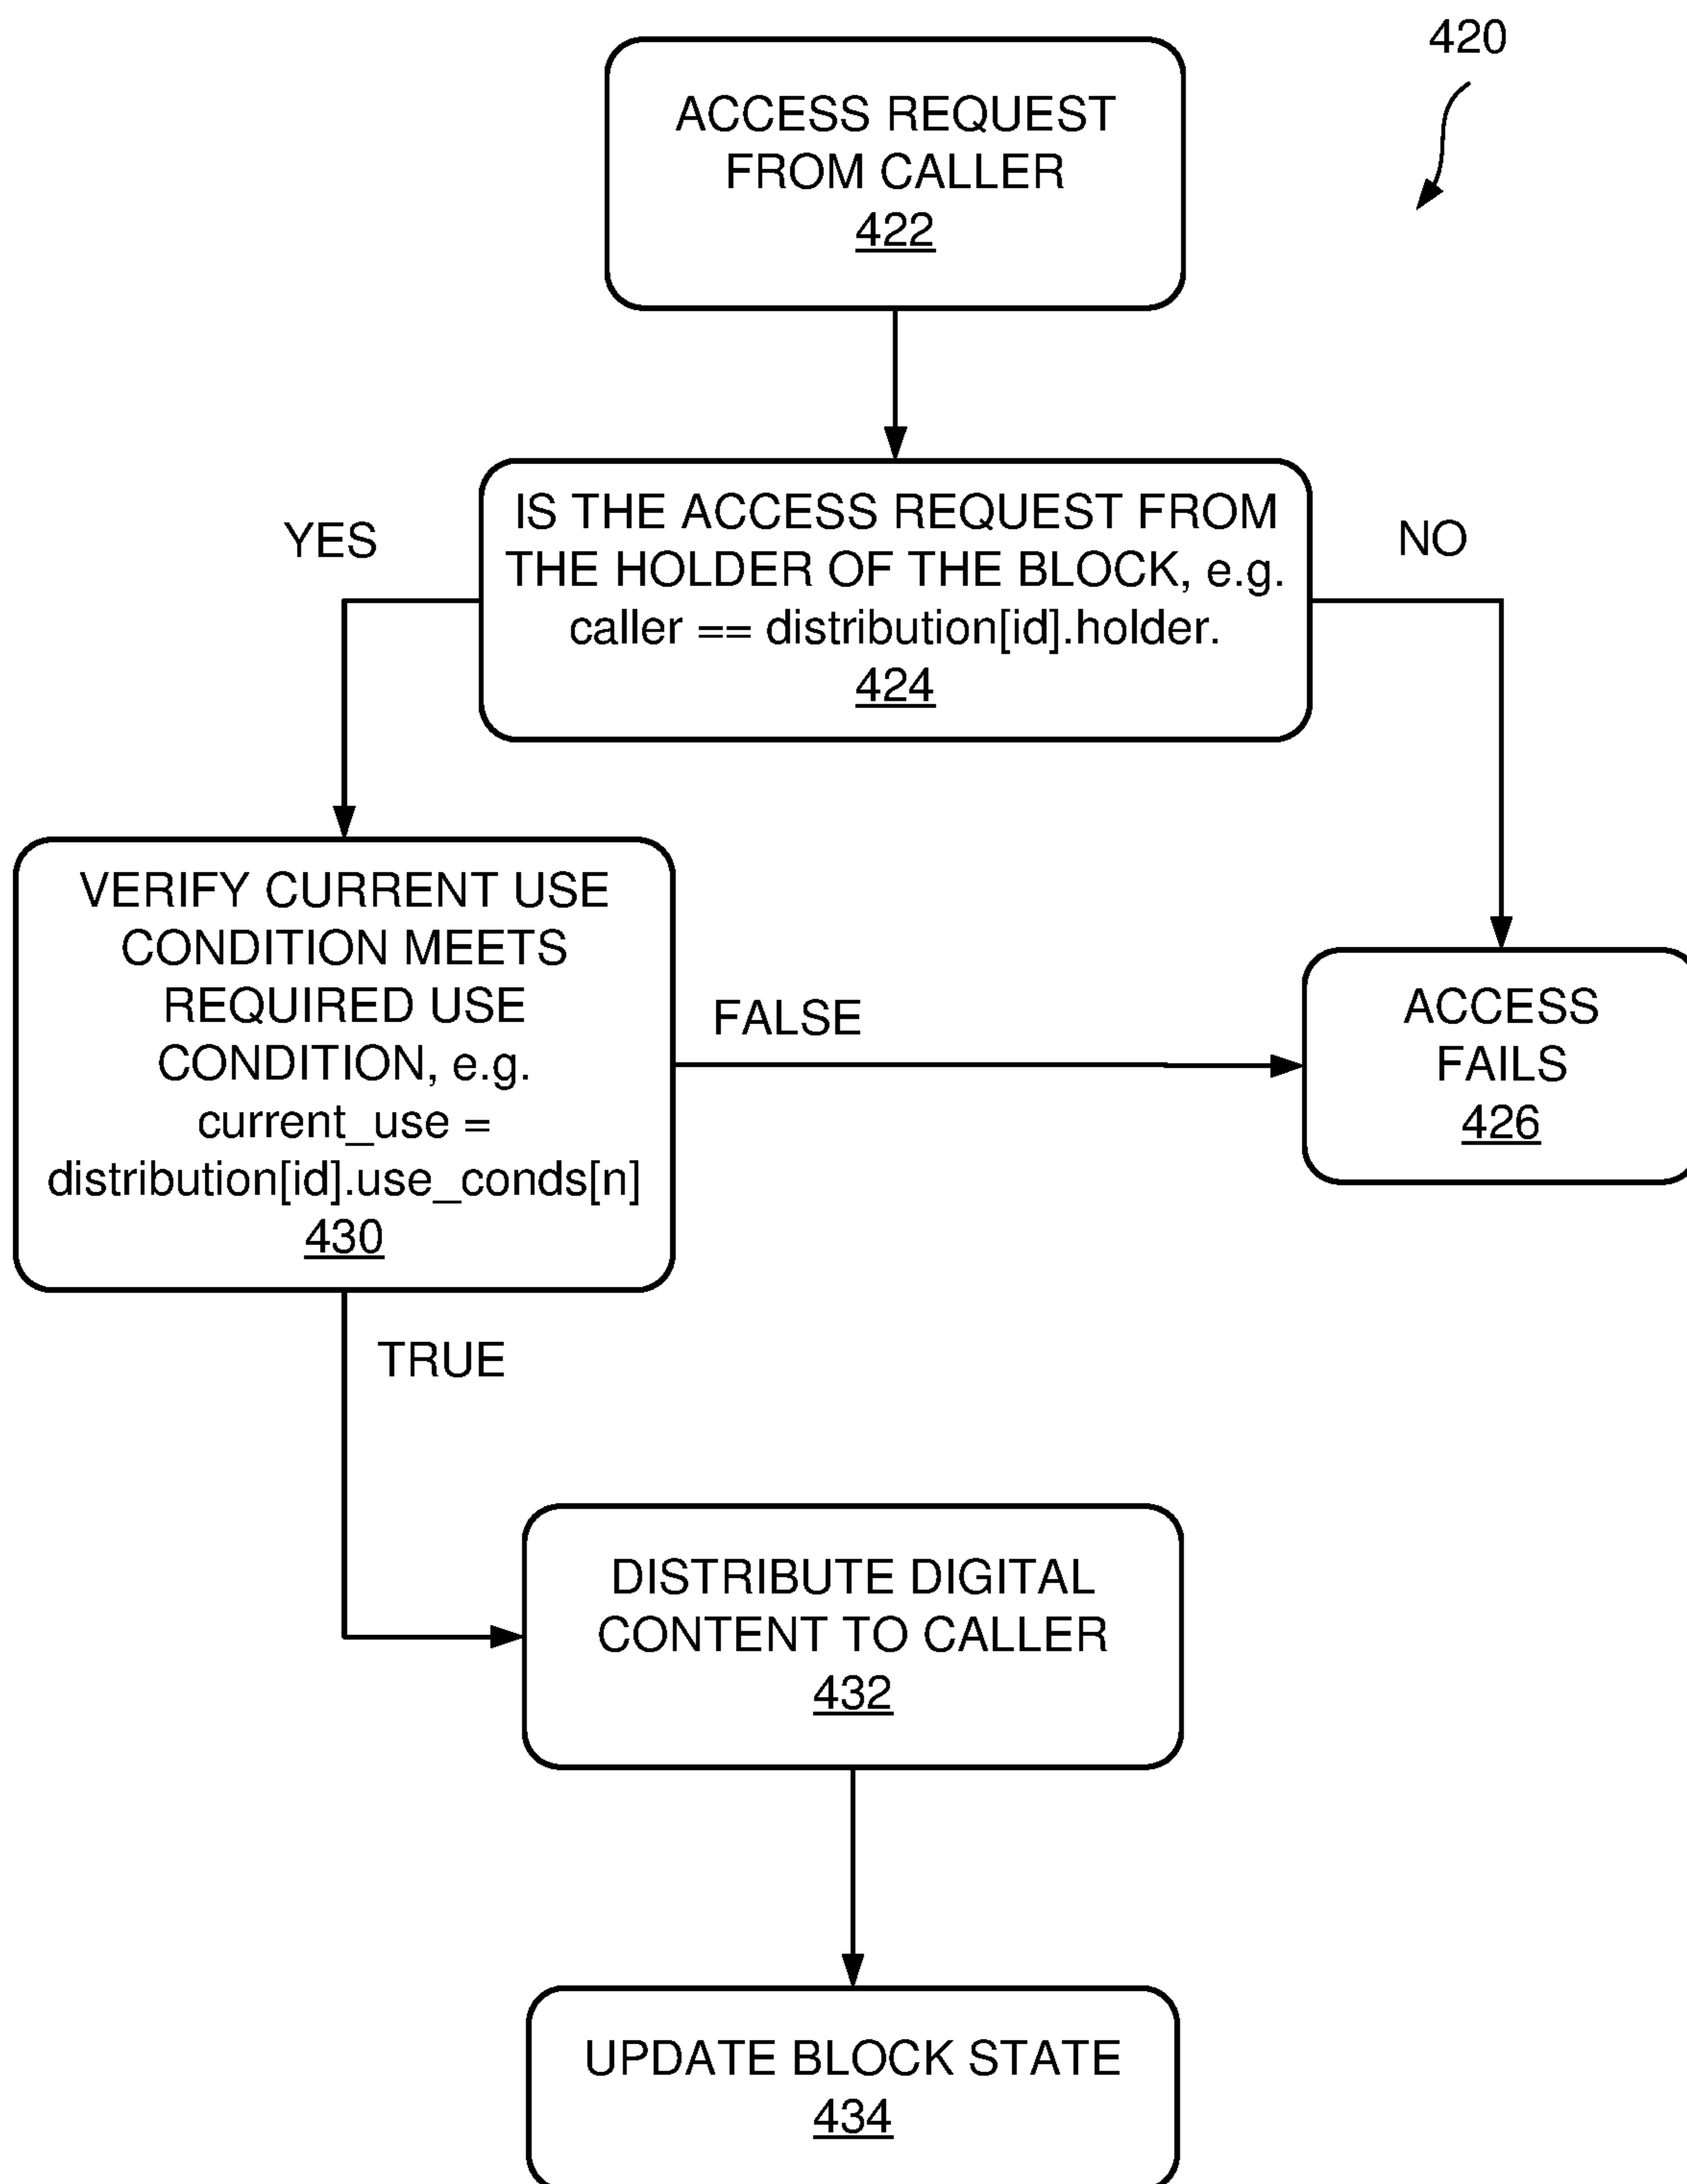 420
ACCESS REQUEST
FROM CALLER
422
IS THE ACCESS REQUEST FROM
THE HOLDER OF THE BLOCK, e.g.
caller == distribution[id].holder.
424
YES
NO
VERIFY CURRENT USE
CONDITION MEETS
REQUIRED USE
CONDITION, e.g.
current_use =
distribution[id].use_conds[n]
430
FALSE
ACCESS
FAILS
426
TRUE
DISTRIBUTE DIGITAL
CONTENT TO CALLER
432
UPDATE BLOCK STATE
434